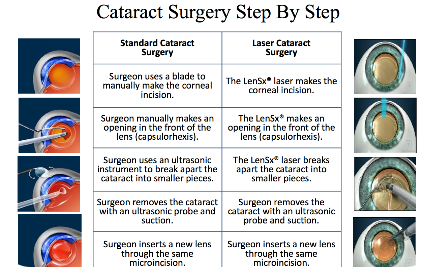 Cataract Surgery Step By Step
Standard Cataract
Surgery
Laser Cataract
Surgery
Surgeon uses a blade to
manually make the corneal
incision.
The LenSx® laser makes the
corneal incision.
Surgeon manually makes an
opening in the front of the
lens (capsulorhexis).
The LenSx® makes an
opening in the front of the
lens (capsulorhexis).
Surgeon uses an ultrasonic
instrument to break apart the
cataract into smaller pieces.
The LenSx® laser breaks
apart the cataract into
smaller pieces.
Surgeon removes the cataract
with an ultrasonic probe and
suction.
Surgeon removes the
cataract with an ultrasonic
probe and suction.
Surgeon inserts a new lens
through the same
microincision.
Surgeon inserts a new lens
through the same
microincision.